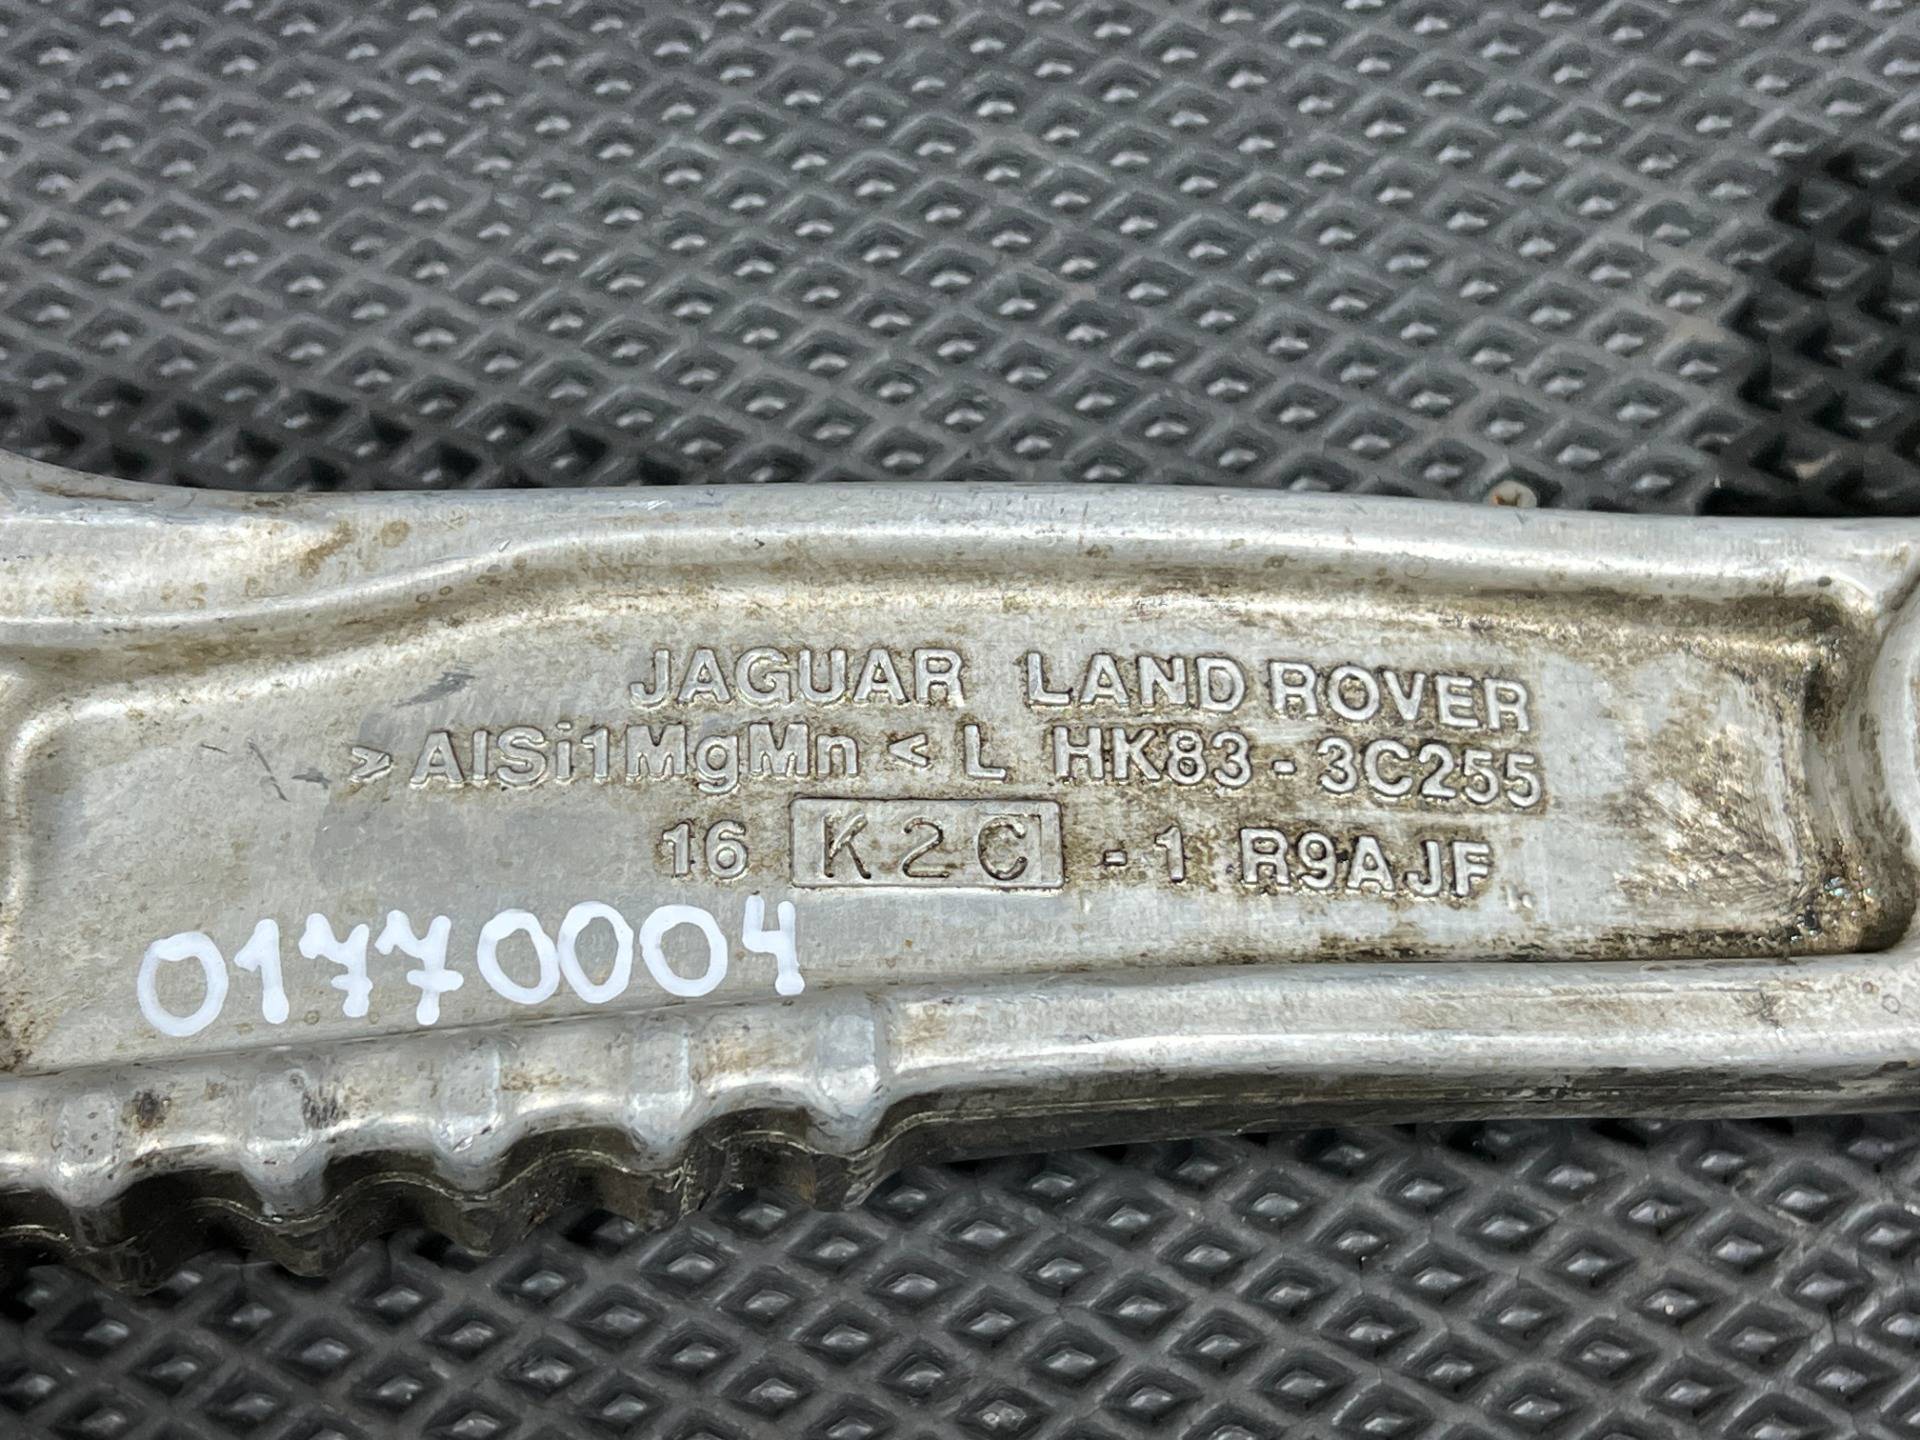 JAGUAR LAND ROVER
>AlSi1MgMn< L HK83-3C255
16 K2C -1 R9AJF
01770004